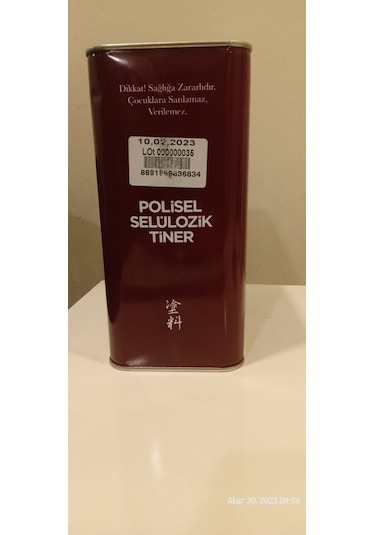 Dikkat! Sağlığa Zararlıdır.
Çocuklara Satılamaz,
Verilemez.
10.02.2023
LOt 000000035
POLiSEL
SELÜLOZiK
TiNER
塗
料
Mar 30, 2023 08:58